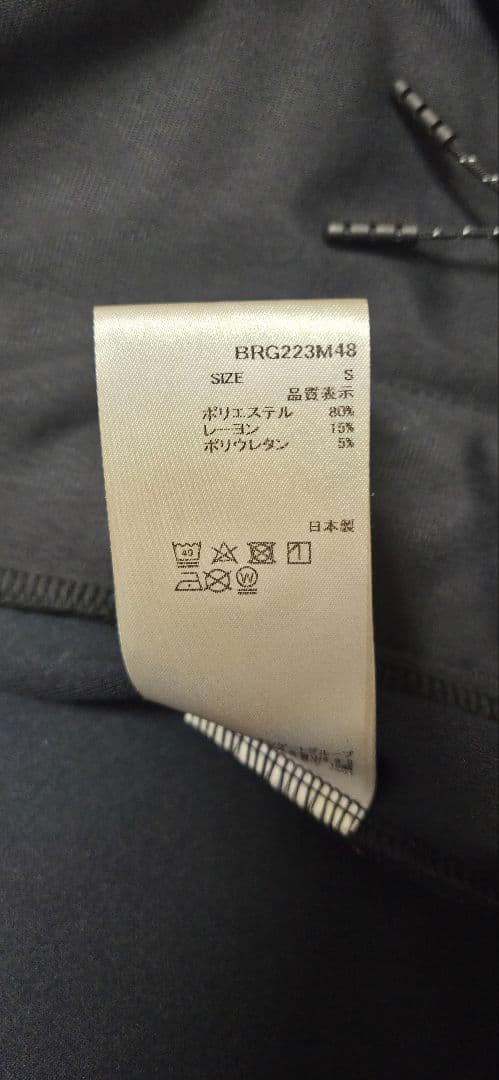 BRG223M48
SIZE S
品質表示
ポリエステル 80%
レーヨン 15%
ポリウレタン 5%
日本製
40
W